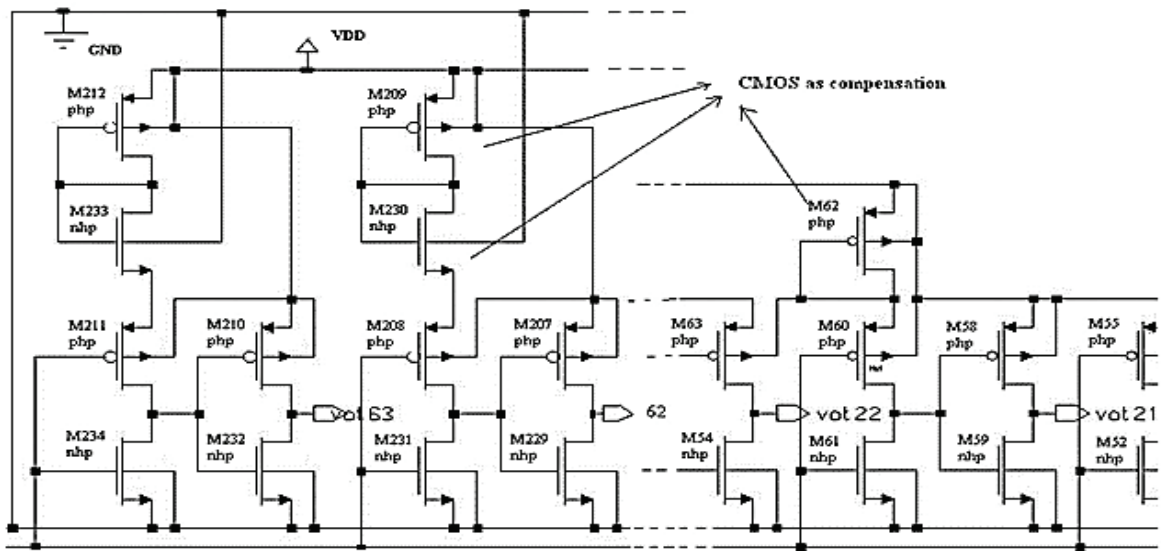 GND
VDD
CMOS as compensation
M212
php
M209
php
M233
nhp
M230
nhp
M62
php
M211
php
M210
php
M208
php
M207
php
M63
php
M60
php
M58
php
M55
php
vot 63
62
vot 22
vot 21
M234
nhp
M232
nhp
M231
nhp
M229
nhp
M54
nhp
M61
nhp
M59
nhp
M52
nhp